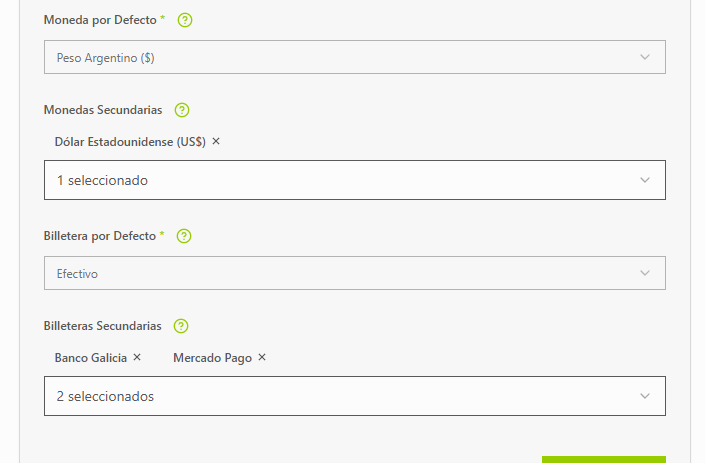 Moneda por Defecto *
Peso Argentino ($)
Monedas Secundarias
Dólar Estadounidense (US$) ×
1 seleccionado
Billetera por Defecto *
Efectivo
Billeteras Secundarias
Banco Galicia × Mercado Pago ×
2 seleccionados